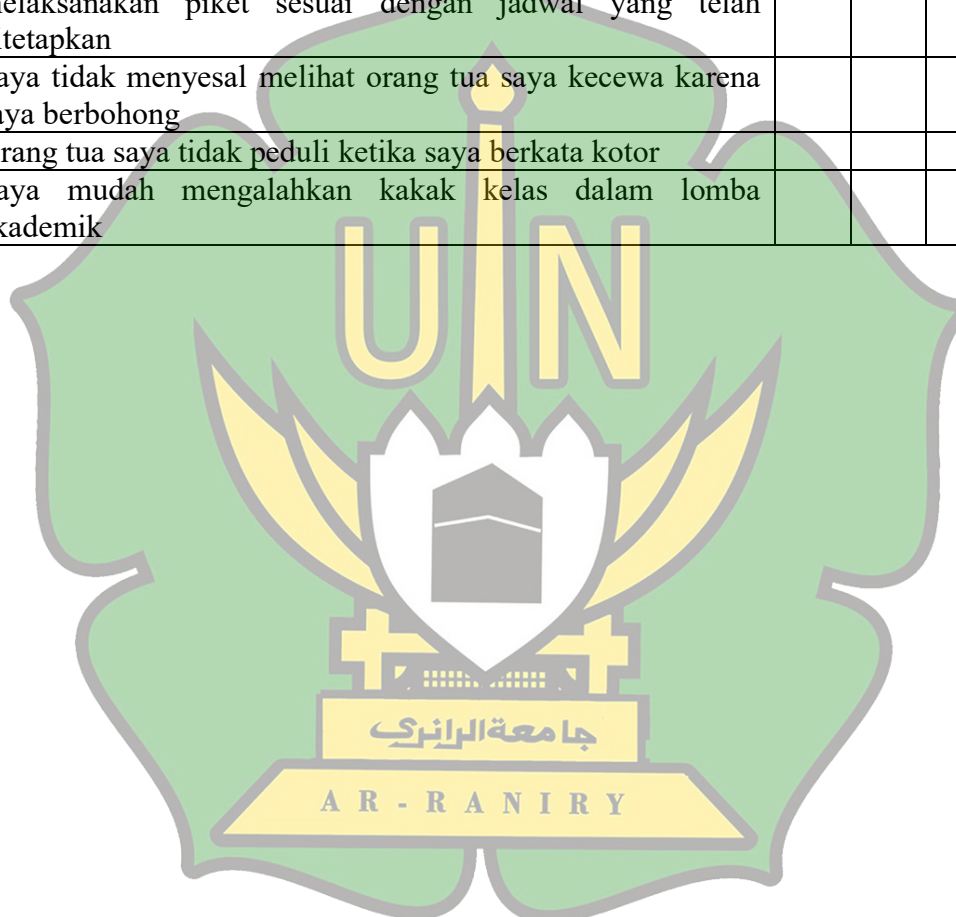 melaksanakan piket sesuai dengan jadwal yang telah
itetapkan
aya tidak menyesal melihat orang tua saya kecewa karena
aya berbohong
rang tua saya tidak peduli ketika saya berkata kotor
aya mudah mengalahkan kakak kelas dalam lomba
kademik
UIN
جامعة الرانري
AR-RANIRY